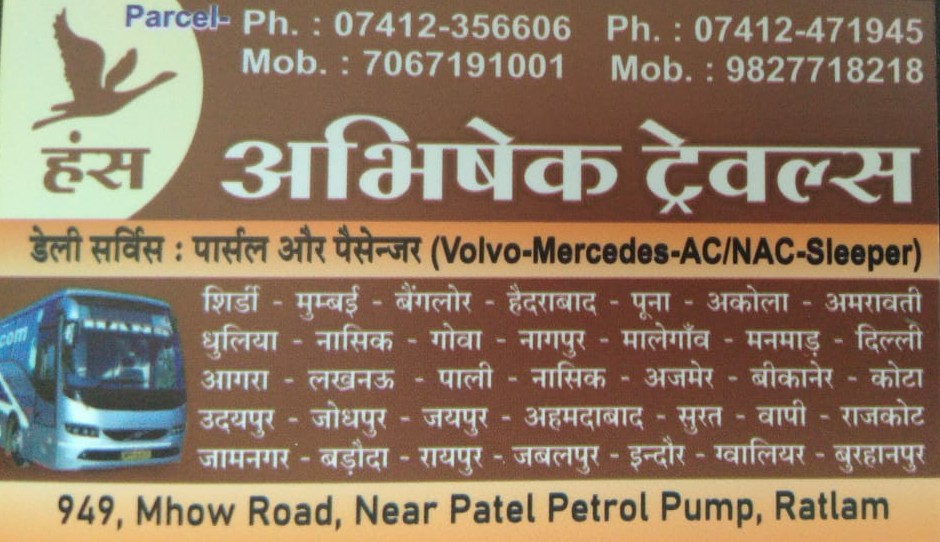 Parcel- Ph. : 07412-356606 Ph. : 07412-471945
Mob. : 7067191001 Mob. : 9827718218
हंस
अभिषेक ट्रेवल्स
डेली सर्विस : पार्सल और पैसेन्जर (Volvo-Mercedes-AC/NAC-Sleeper)
.com
शिर्डी - मुम्बई - बैंगलोर - हैदराबाद - पूना - अकोला - अमरावती
धुलिया - नासिक - गोवा - नागपुर - मालेगाँव - मनमाड़ - दिल्ली
आगरा - लखनऊ - पाली - नासिक - अजमेर - बीकानेर - कोटा
उदयपुर - जोधपुर - जयपुर - अहमदाबाद - सुरत - वापी - राजकोट
जामनगर - बड़ौदा - रायपुर - जबलपुर - इन्दौर - ग्वालियर - बुरहानपुर
949, Mhow Road, Near Patel Petrol Pump, Ratlam